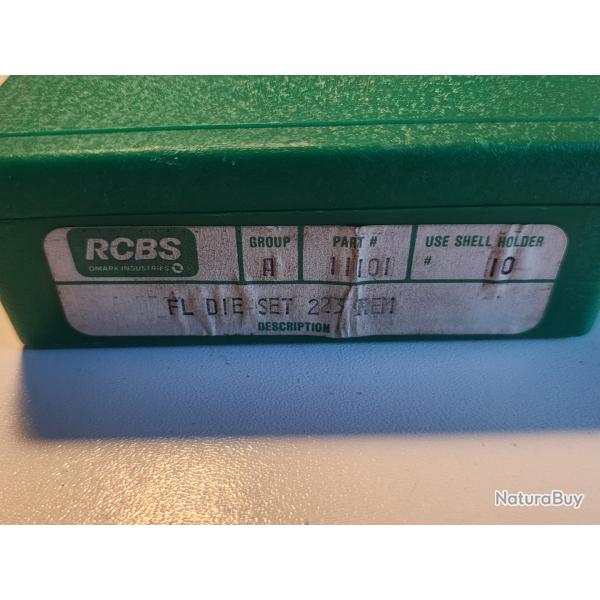 RCBS
OMARK INDUSTRIES
GROUP PART # USE SHELL HOLDER
A 11101 # 10
FL DIE SET 223 REM
DESCRIPTION
NaturaBuy